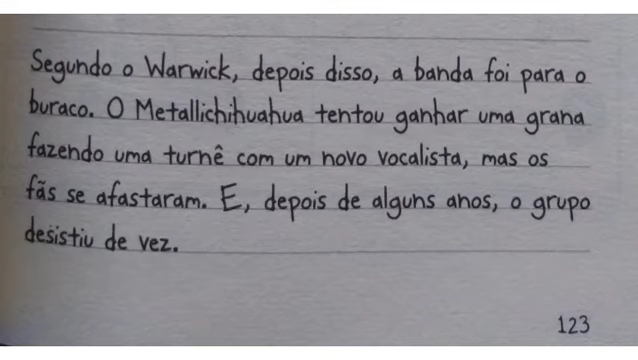 Segundo o Warwick, depois disso, a banda foi para o
buraco. O Metallichihuahua tentou ganhar uma grana
fazendo uma turnê com um novo vocalista, mas os
fãs se afastaram. E, depois de alguns anos, o grupo
desistiu de vez.
123